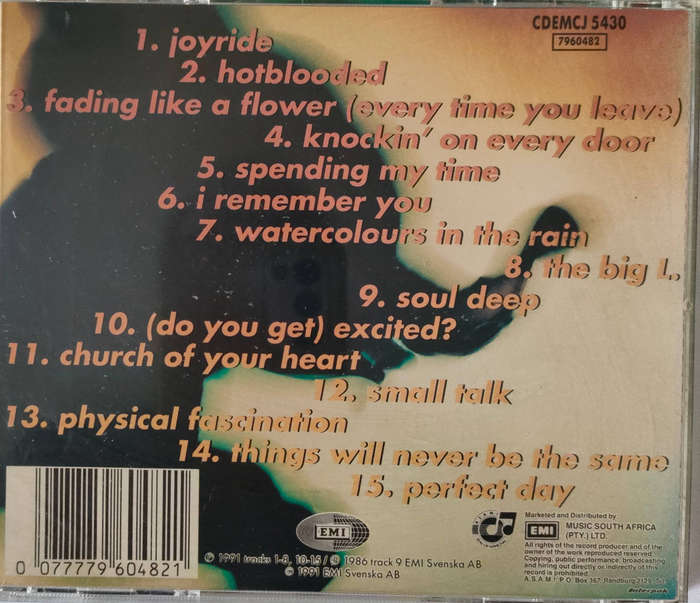 CDEMCJ 5430
7960482
1. joyride
2. hotblooded
3. fading like a flower (every time you leave)
4. knockin' on every door
5. spending my time
6. i remember you
7. watercolours in the rain
8. the big L.
9. soul deep
10. (do you get) excited?
11. church of your heart
12. small talk
13. physical fascination
14. things will never be the same
15. perfect day
0 077779 604821
EMI
℗ 1991 tracks 1-8, 10-15 / ℗ 1986 track 9 EMI Svenska AB
© 1991 EMI Svenska AB
Marketed and Distributed by:
EMI MUSIC SOUTH AFRICA
(PTY.) LTD.
All rights of the record producer and of the
owner of the work reproduced reserved.
Copying, public performance, broadcasting
and hiring out directly or indirectly of this
record is prohibited.
A.S.A.M.I. P.O. Box 367, Randburg 2125
Interpak